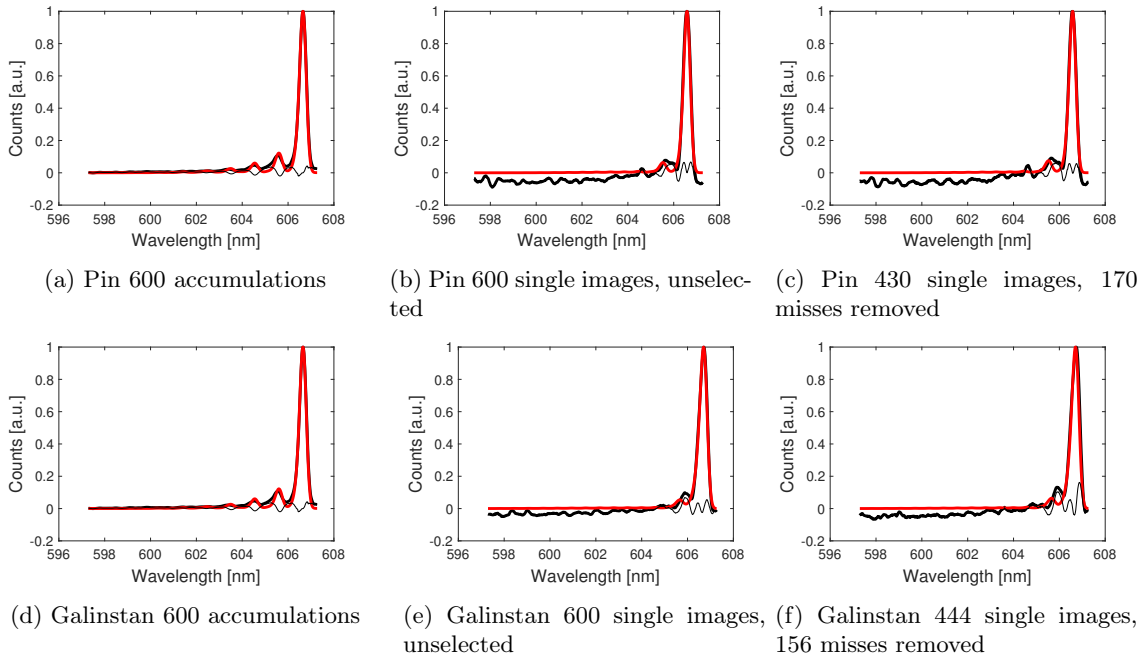 1
0.8
0.6
0.4
0.2
0
-0.2
Counts [a.u.]
596 598 600 602 604 606 608
Wavelength [nm]
(a) Pin 600 accumulations
1
0.8
0.6
0.4
0.2
0
-0.2
Counts [a.u.]
596 598 600 602 604 606 608
Wavelength [nm]
(b) Pin 600 single images, unselec-
ted
1
0.8
0.6
0.4
0.2
0
-0.2
Counts [a.u.]
596 598 600 602 604 606 608
Wavelength [nm]
(c) Pin 430 single images, 170
misses removed
1
0.8
0.6
0.4
0.2
0
-0.2
Counts [a.u.]
596 598 600 602 604 606 608
Wavelength [nm]
(d) Galinstan 600 accumulations
1
0.8
0.6
0.4
0.2
0
-0.2
Counts [a.u.]
596 598 600 602 604 606 608
Wavelength [nm]
(e) Galinstan 600 single images,
unselected
1
0.8
0.6
0.4
0.2
0
-0.2
Counts [a.u.]
596 598 600 602 604 606 608
Wavelength [nm]
(f) Galinstan 444 single images,
156 misses removed